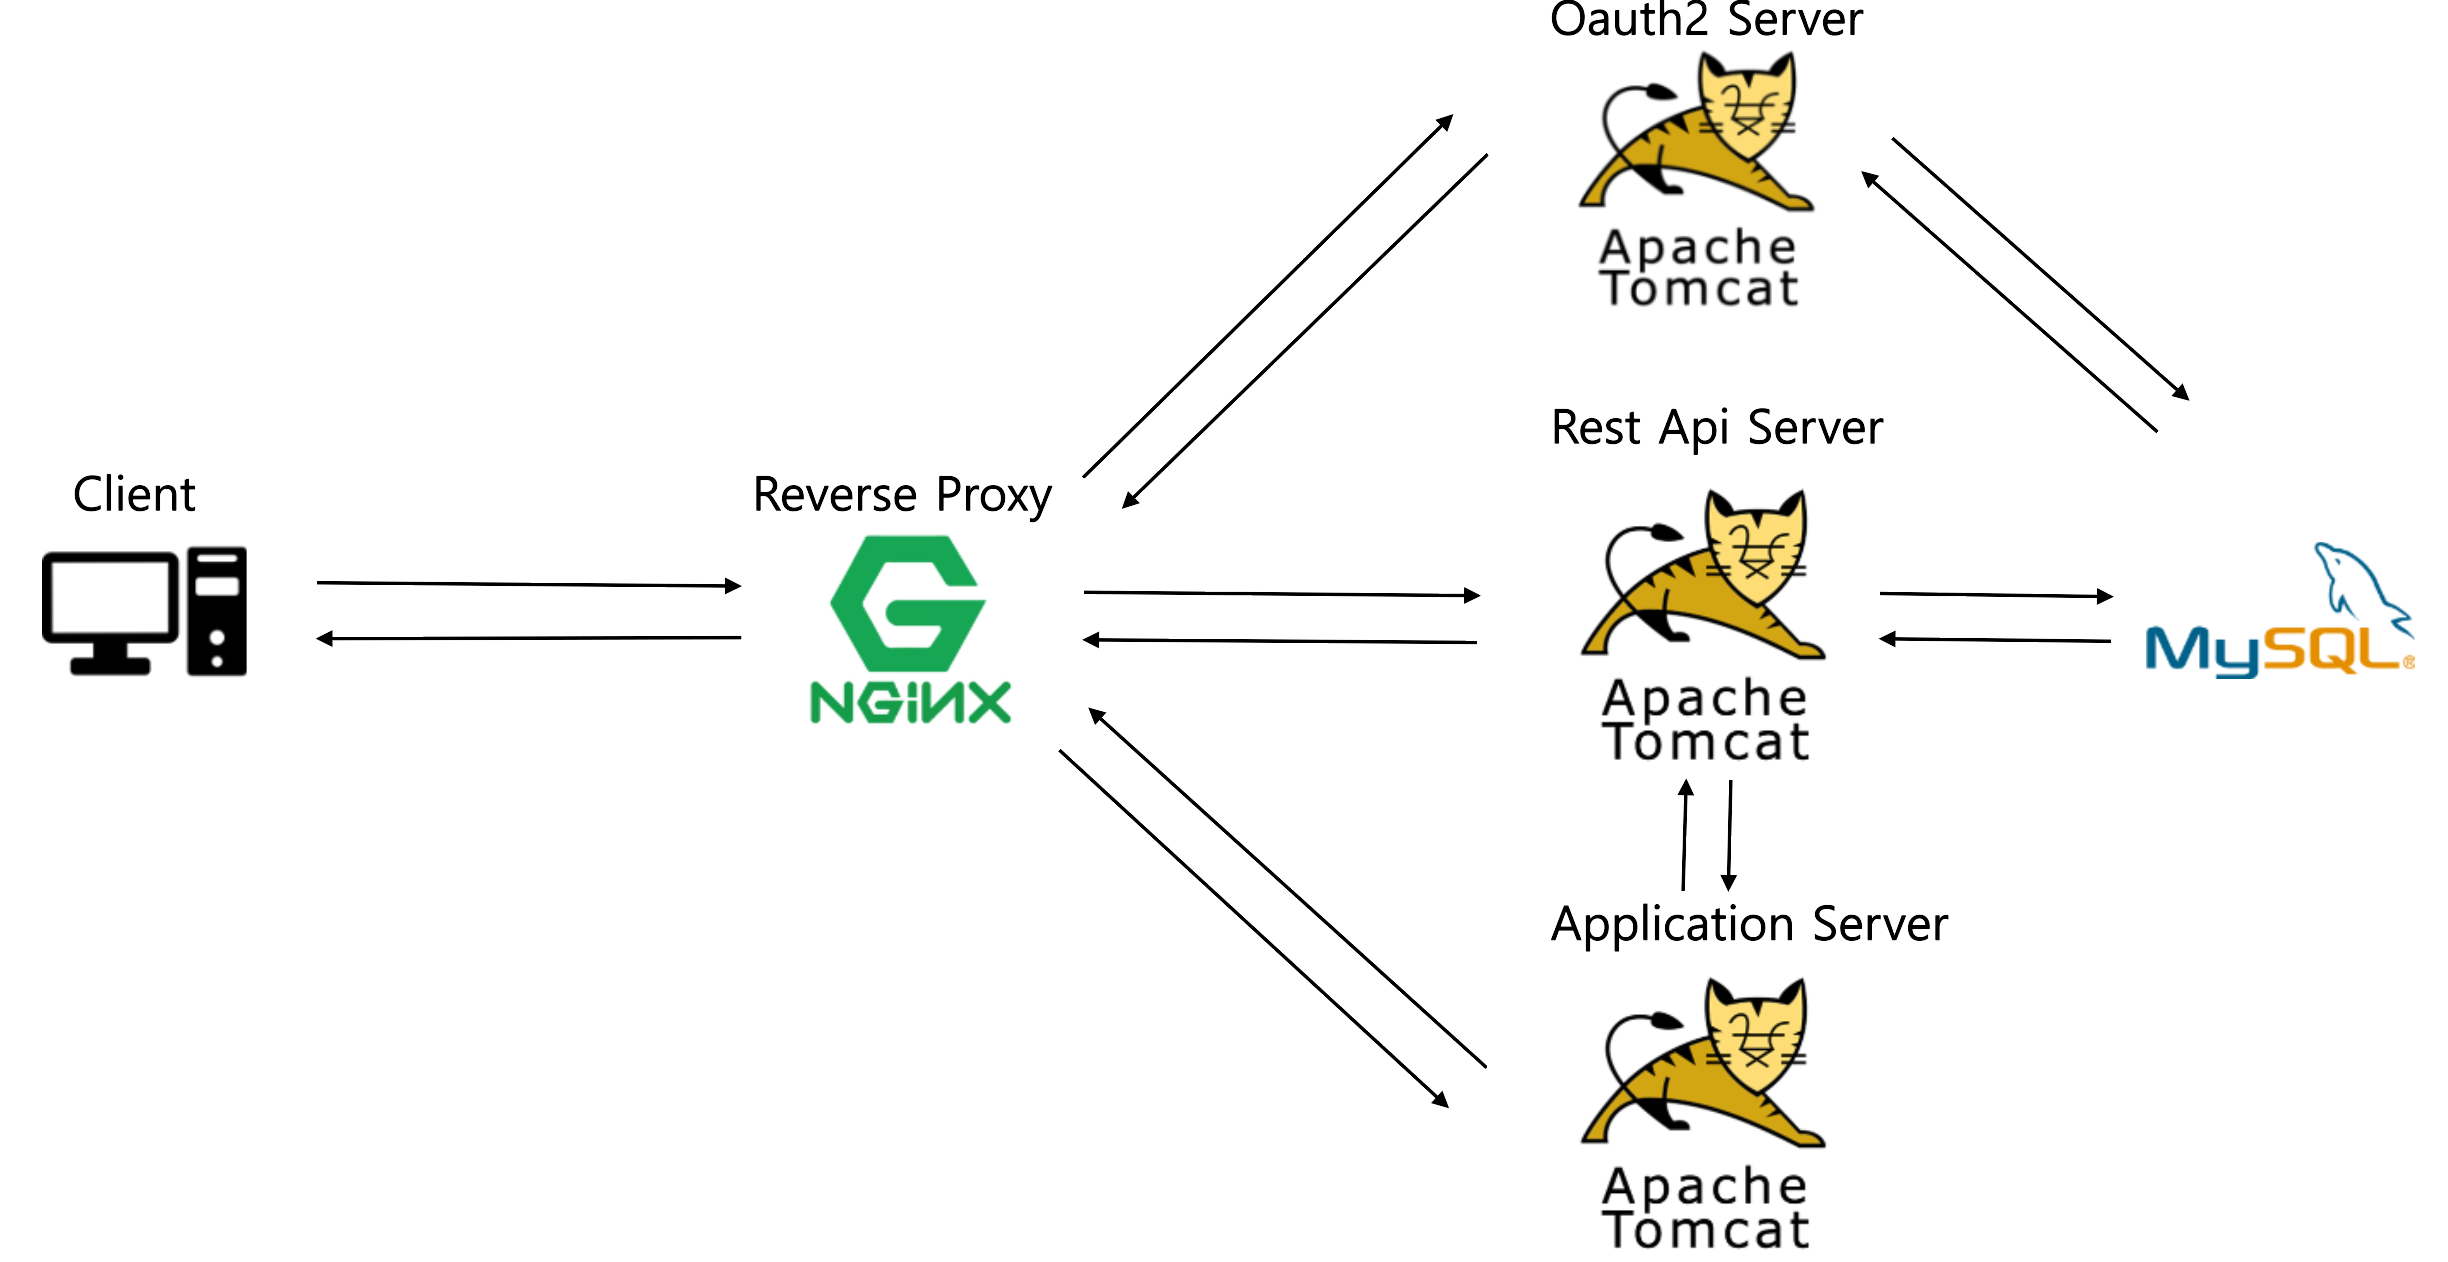 Oauth2 Server
Apache
Tomcat
Rest Api Server
Client
Reverse Proxy
NGINX
Apache
Tomcat
MySQL®
Application Server
Apache
Tomcat